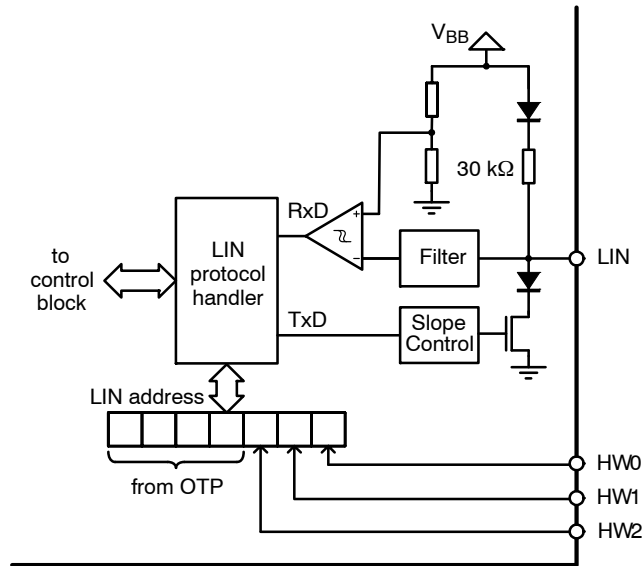 V_BB
30 kΩ
RxD
+
−
LIN
protocol
handler
Filter
LIN
to
control
block
TxD
Slope
Control
LIN address
from OTP
HW0
HW1
HW2